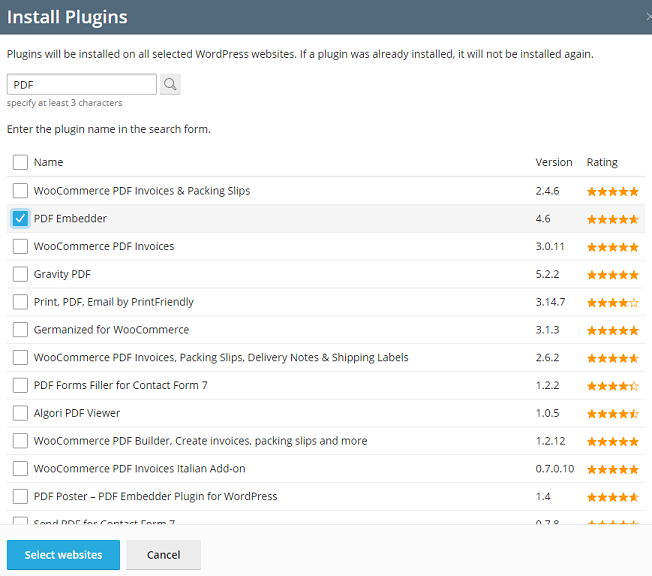 Install Plugins
Plugins will be installed on all selected WordPress websites. If a plugin was already installed, it will not be installed again.
PDF
specify at least 3 characters
Enter the plugin name in the search form.
Name Version Rating
WooCommerce PDF Invoices & Packing Slips 2.4.6
PDF Embedder 4.6
WooCommerce PDF Invoices 3.0.11
Gravity PDF 5.2.2
Print, PDF, Email by PrintFriendly 3.14.7
Germanized for WooCommerce 3.1.3
WooCommerce PDF Invoices, Packing Slips, Delivery Notes & Shipping Labels 2.6.2
PDF Forms Filler for Contact Form 7 1.2.2
Algori PDF Viewer 1.0.5
WooCommerce PDF Builder, Create invoices, packing slips and more 1.2.12
WooCommerce PDF Invoices Italian Add-on 0.7.0.10
PDF Poster – PDF Embedder Plugin for WordPress 1.4
Send PDF for Contact Form 7 0.7.8
Select websites Cancel